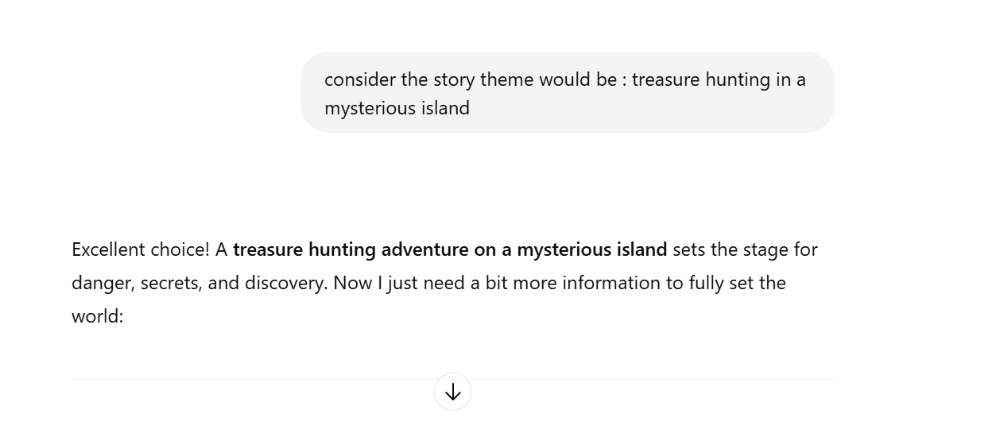 consider the story theme would be : treasure hunting in a
mysterious island
Excellent choice! A treasure hunting adventure on a mysterious island sets the stage for
danger, secrets, and discovery. Now I just need a bit more information to fully set the
world: